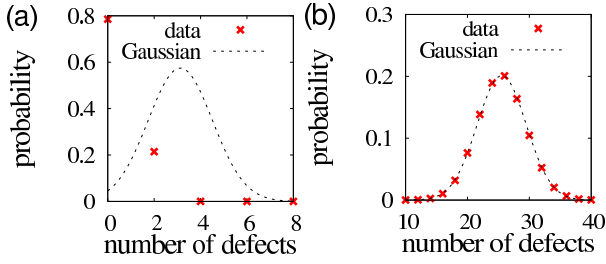 (a)
data
Gaussian
probability
0.8
0.6
0.4
0.2
0
0 2 4 6 8
number of defects
(b)
data
Gaussian
probability
0.3
0.2
0.1
0
10 20 30 40
number of defects